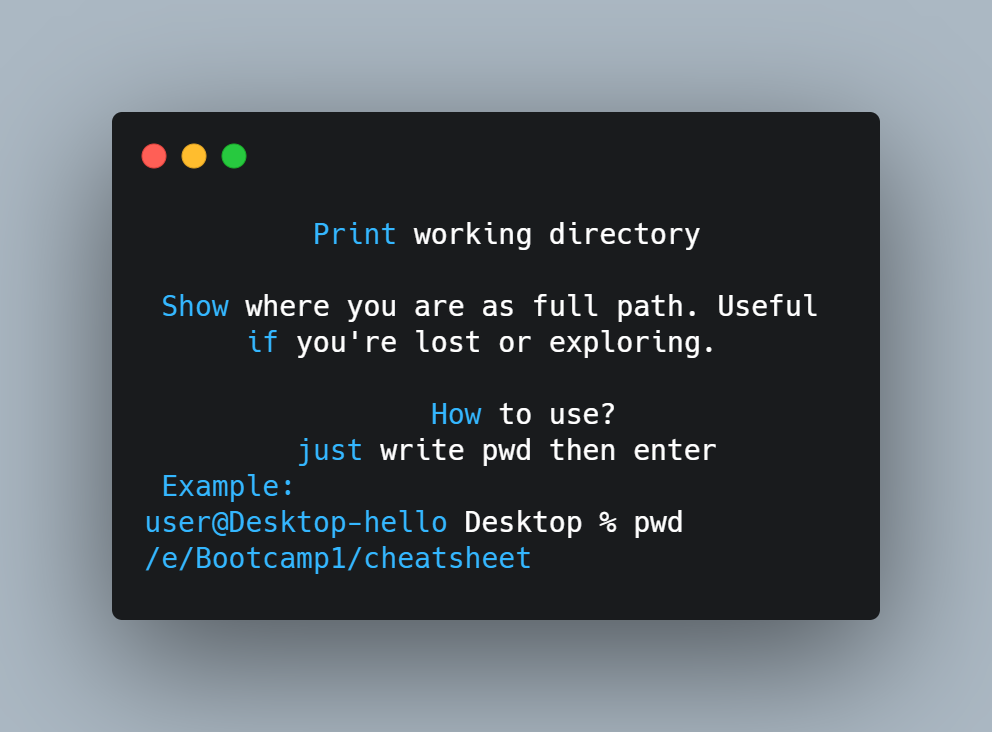 Print working directory
Show where you are as full path. Useful
if you're lost or exploring.
How to use?
just write pwd then enter
Example:
user@Desktop-hello Desktop % pwd
/e/Bootcamp1/cheatsheet